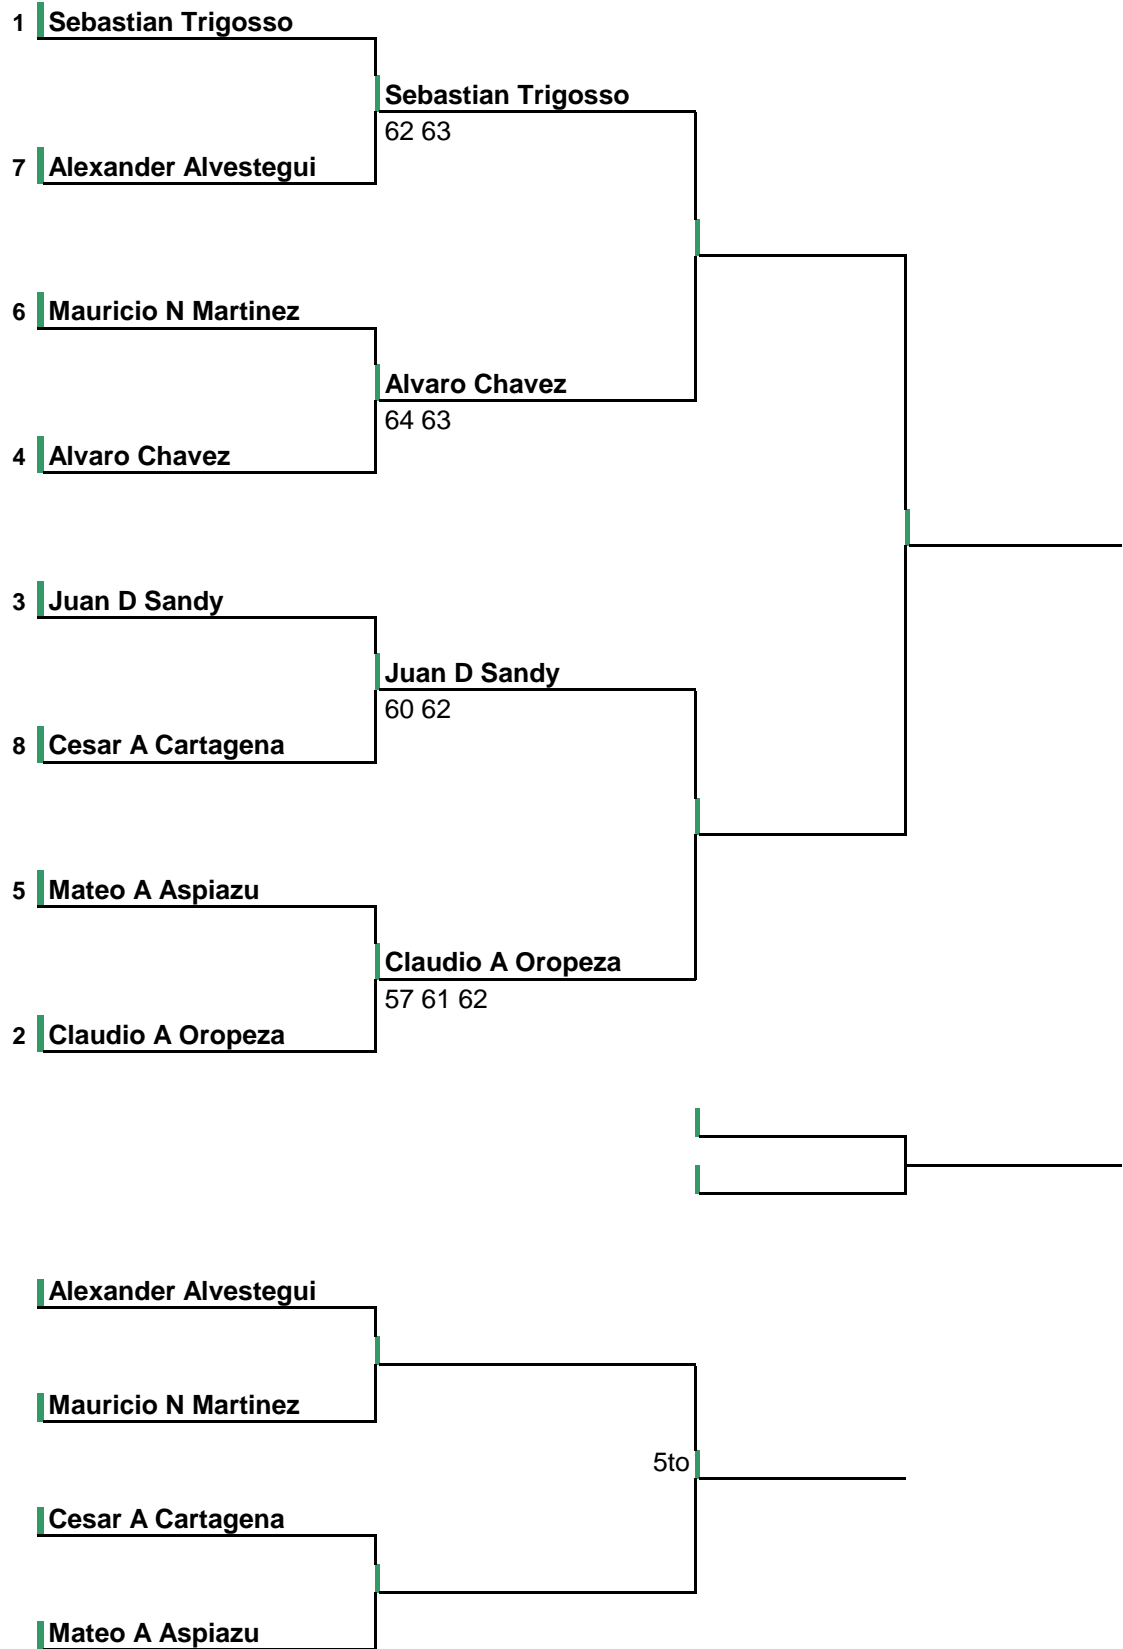 1 Sebastian Trigosso
Sebastian Trigosso
62 63
7 Alexander Alvestegui
6 Mauricio N Martinez
Alvaro Chavez
64 63
4 Alvaro Chavez
3 Juan D Sandy
Juan D Sandy
60 62
8 Cesar A Cartagena
5 Mateo A Aspiazu
Claudio A Oropeza
57 61 62
2 Claudio A Oropeza
Alexander Alvestegui
Mauricio N Martinez
5to
Cesar A Cartagena
Mateo A Aspiazu